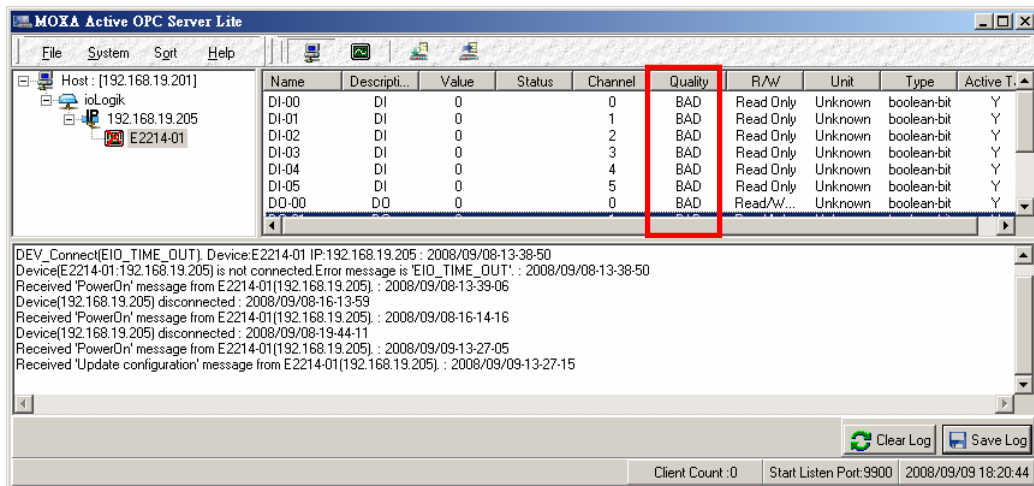 MOXA Active OPC Server Lite
File System Sort Help
Host : [192.168.19.201]
ioLogik
192.168.19.205
E2214-01
Name Descripti... Value Status Channel Quality R/W Unit Type Active T.
DI-00 DI 0 0 BAD Read Only Unknown boolean-bit Y
DI-01 DI 0 1 BAD Read Only Unknown boolean-bit Y
DI-02 DI 0 2 BAD Read Only Unknown boolean-bit Y
DI-03 DI 0 3 BAD Read Only Unknown boolean-bit Y
DI-04 DI 0 4 BAD Read Only Unknown boolean-bit Y
DI-05 DI 0 5 BAD Read Only Unknown boolean-bit Y
DO-00 DO 0 0 BAD Read/W... Unknown boolean-bit Y
DEV_Connect(EIO_TIME_OUT). Device:E2214-01 IP:192.168.19.205 : 2008/09/08-13-38-50
Device(E2214-01:192.168.19.205) is not connected.Error message is 'EIO_TIME_OUT'. : 2008/09/08-13-38-50
Received 'PowerOn' message from E2214-01(192.168.19.205). : 2008/09/08-13-39-06
Device(192.168.19.205) disconnected : 2008/09/08-16-13-59
Received 'PowerOn' message from E2214-01(192.168.19.205). : 2008/09/08-16-14-16
Device(192.168.19.205) disconnected : 2008/09/08-19-44-11
Received 'PowerOn' message from E2214-01(192.168.19.205). : 2008/09/09-13-27-05
Received 'Update configuration' message from E2214-01(192.168.19.205). : 2008/09/09-13-27-15
Clear Log Save Log
Client Count :0 Start Listen Port:9900 2008/09/09 18:20:44